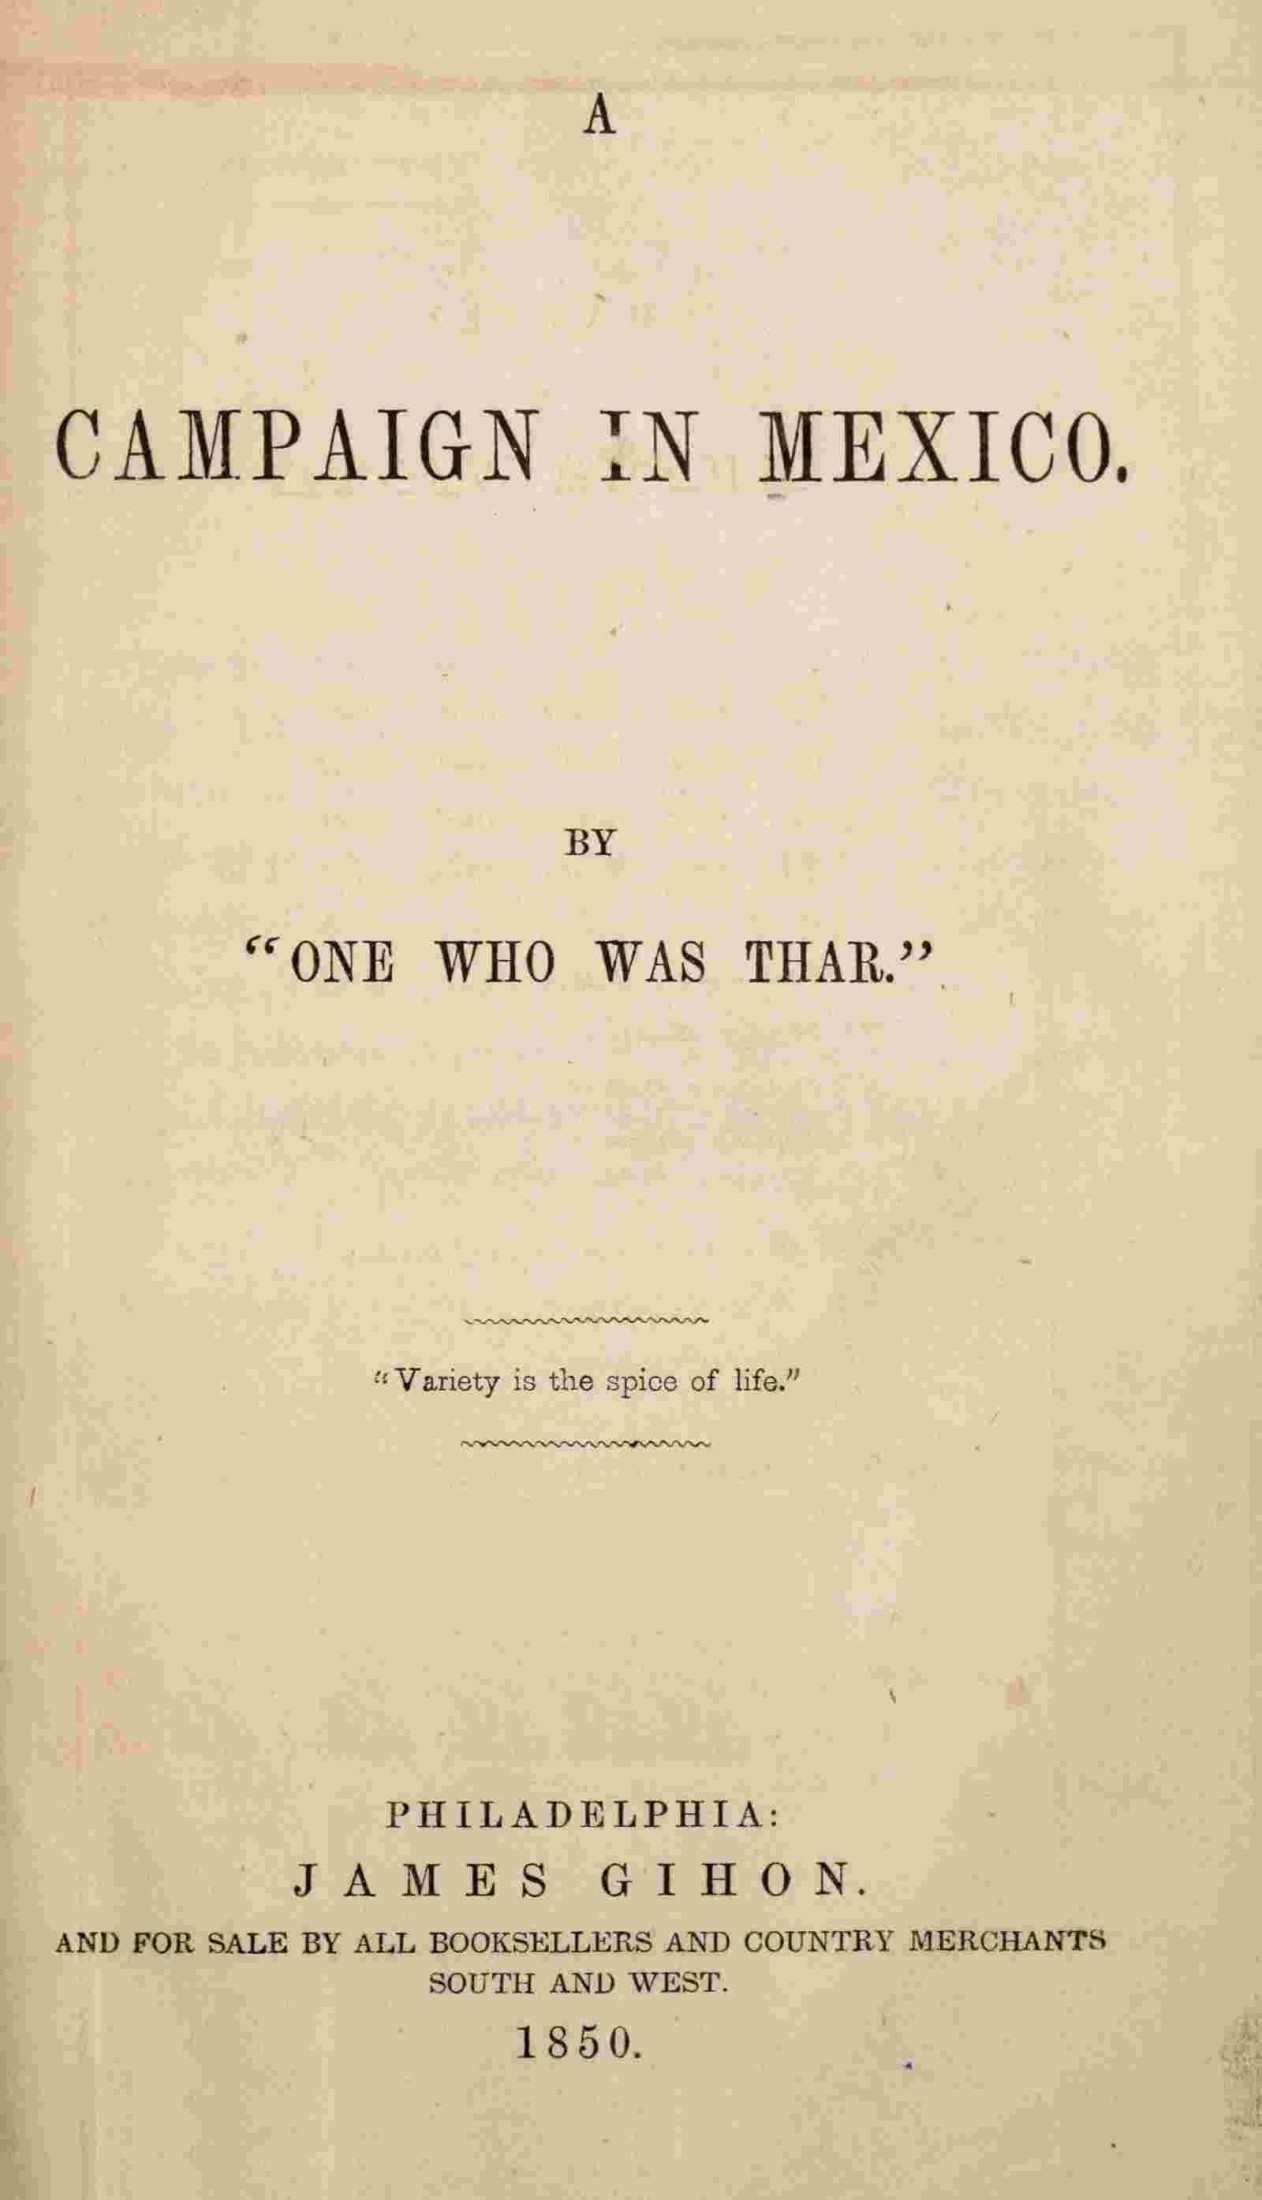 A
CAMPAIGN IN MEXICO.
BY
“ONE WHO WAS THAR.”
“Variety is the spice of life.”
PHILADELPHIA:
JAMES GIHON.
AND FOR SALE BY ALL BOOKSELLERS AND COUNTRY MERCHANTS
SOUTH AND WEST.
1850.